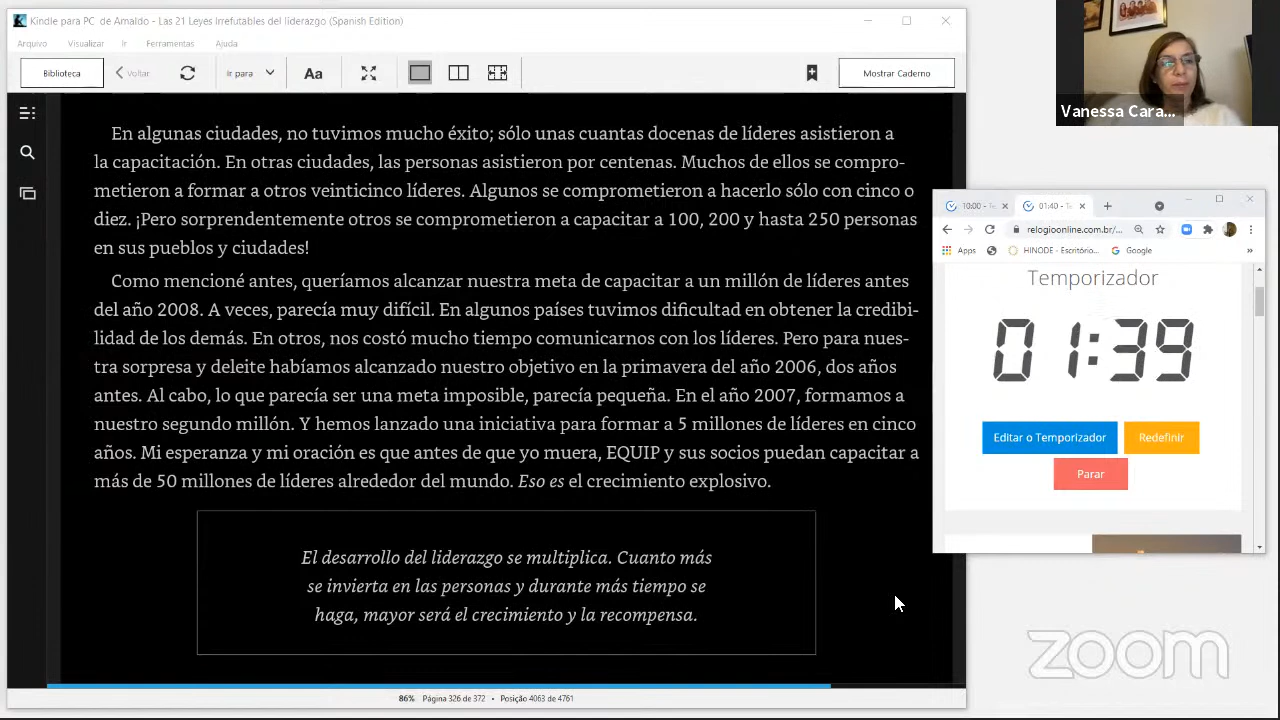 Kindle para PC de Arnaldo - Las 21 Leyes Irrefutables del liderazgo (Spanish Edition)
Arquivo Visualizar Ir Ferramentas Ajuda
Biblioteca Voltar Ir para Aa Mostrar Caderno
En algunas ciudades, no tuvimos mucho éxito; sólo unas cuantas docenas de líderes asistieron a
la capacitación. En otras ciudades, las personas asistieron por centenas. Muchos de ellos se compro-
metieron a formar a otros veinticinco líderes. Algunos se comprometieron a hacerlo sólo con cinco o
diez. ¡Pero sorprendentemente otros se comprometieron a capacitar a 100, 200 y hasta 250 personas
en sus pueblos y ciudades!
Como mencioné antes, queríamos alcanzar nuestra meta de capacitar a un millón de líderes antes
del año 2008. A veces, parecía muy difícil. En algunos países tuvimos dificultad en obtener la credibi-
lidad de los demás. En otros, nos costó mucho tiempo comunicarnos con los líderes. Pero para nues-
tra sorpresa y deleite habíamos alcanzado nuestro objetivo en la primavera del año 2006, dos años
antes. Al cabo, lo que parecía ser una meta imposible, parecía pequeña. En el año 2007, formamos a
nuestro segundo millón. Y hemos lanzado una iniciativa para formar a 5 millones de líderes en cinco
años. Mi esperanza y mi oración es que antes de que yo muera, EQUIP y sus socios puedan capacitar a
más de 50 millones de líderes alrededor del mundo. Eso es el crecimiento explosivo.
El desarrollo del liderazgo se multiplica. Cuanto más
se invierta en las personas y durante más tiempo se
haga, mayor será el crecimiento y la recompensa.
86% Página 326 de 372 • Posição 4063 de 4761
Vanessa Cara...
10:00 - Te 01:40 - Te
relogioonline.com.br/...
Apps HINODE - Escritório... Google
Temporizador
01:39
Editar o Temporizador Redefinir
Parar
zoom